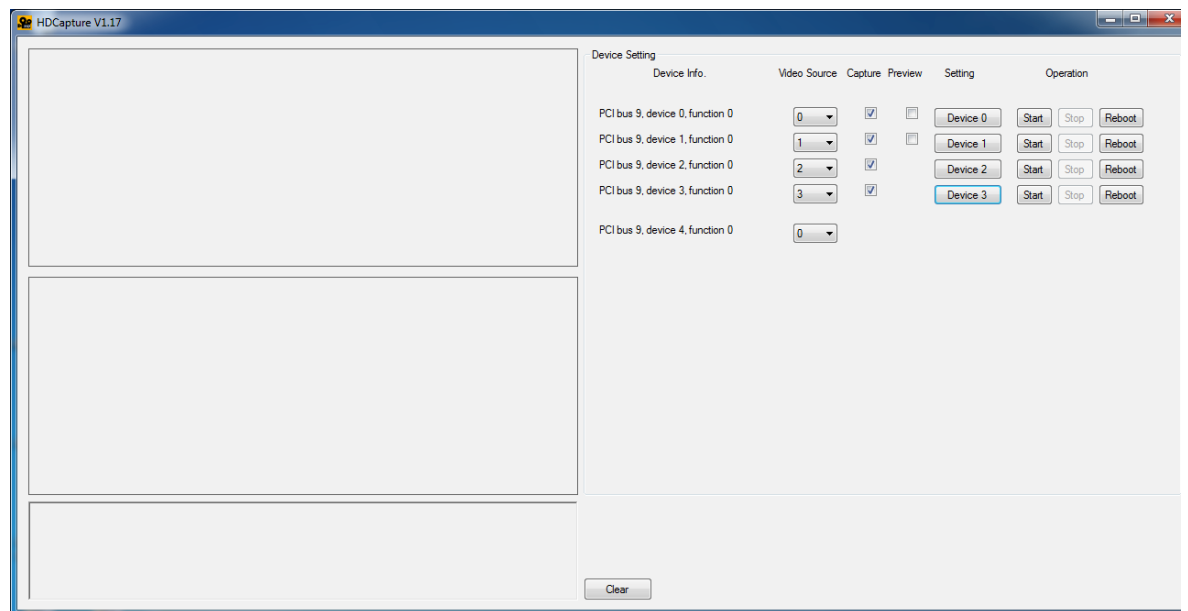 HDCapture V1.17
Device Setting
Device Info. Video Source Capture Preview Setting Operation
PCI bus 9, device 0, function 0 0 Device 0 Start Stop Reboot
PCI bus 9, device 1, function 0 1 Device 1 Start Stop Reboot
PCI bus 9, device 2, function 0 2 Device 2 Start Stop Reboot
PCI bus 9, device 3, function 0 3 Device 3 Start Stop Reboot
PCI bus 9, device 4, function 0 0
Clear